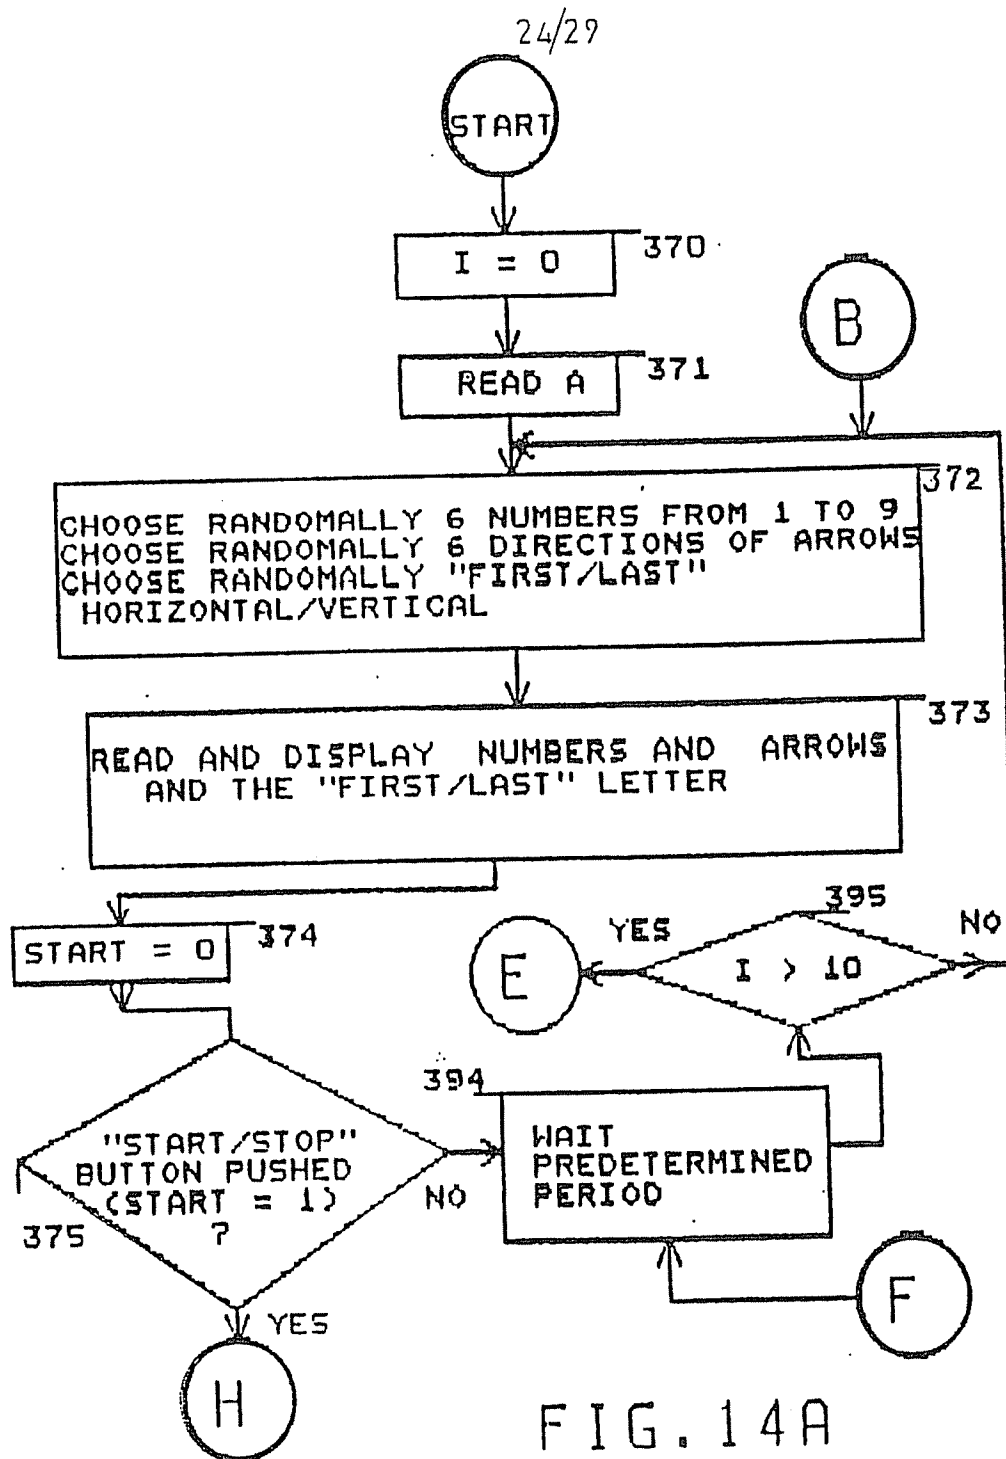 24/29
START
I = 0
370
B
READ A
371
372
CHOOSE RANDOMALLY 6 NUMBERS FROM 1 TO 9
CHOOSE RANDOMALLY 6 DIRECTIONS OF ARROWS
CHOOSE RANDOMALLY "FIRST/LAST"
HORIZONTAL/VERTICAL
373
READ AND DISPLAY NUMBERS AND ARROWS
AND THE "FIRST/LAST" LETTER
START = 0
374
395
E
YES
I > 10
NO
394
"START/STOP"
BUTTON PUSHED
(START = 1)
?
375
NO
WAIT
PREDETERMINED
PERIOD
F
YES
H
FIG. 14A